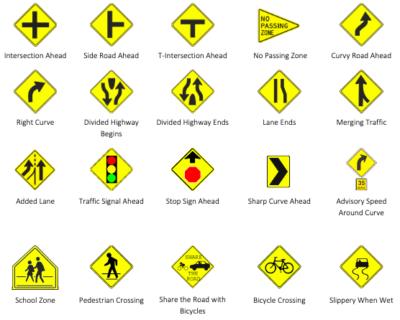 NO
PASSING
ZONE
Intersection Ahead
Side Road Ahead
T-Intersection Ahead
No Passing Zone
Curvy Road Ahead
Right Curve
Divided Highway
Begins
Divided Highway Ends
Lane Ends
Merging Traffic
35
Added Lane
Traffic Signal Ahead
Stop Sign Ahead
Sharp Curve Ahead
Advisory Speed
Around Curve
SHARE
THE ROAD
School Zone
Pedestrian Crossing
Share the Road with
Bicycles
Bicycle Crossing
Slippery When Wet